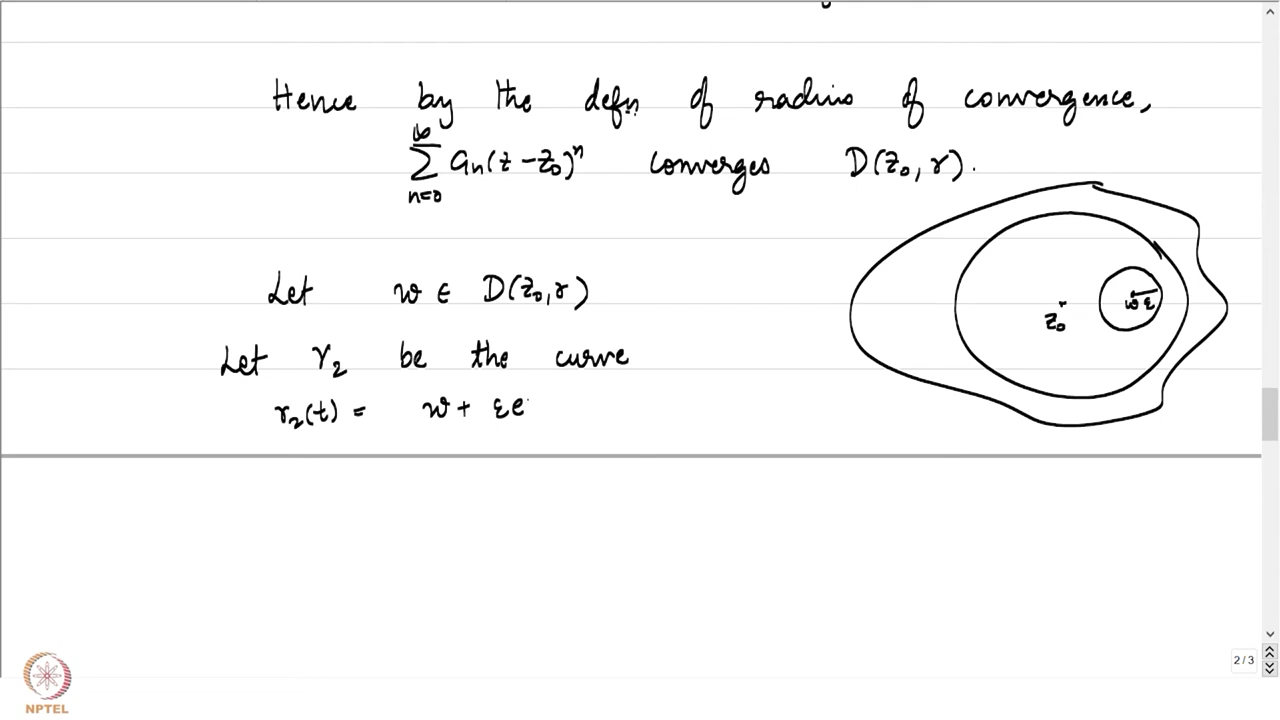 Hence by the defn of radius of convergence,
∞
∑ an(z - z0)^n converges D(z0, r).
n=0
Let w ∈ D(z0, r)
z0
w ε
Let γ2 be the curve
γ2(t) = w + εe
2 / 3
NPTEL